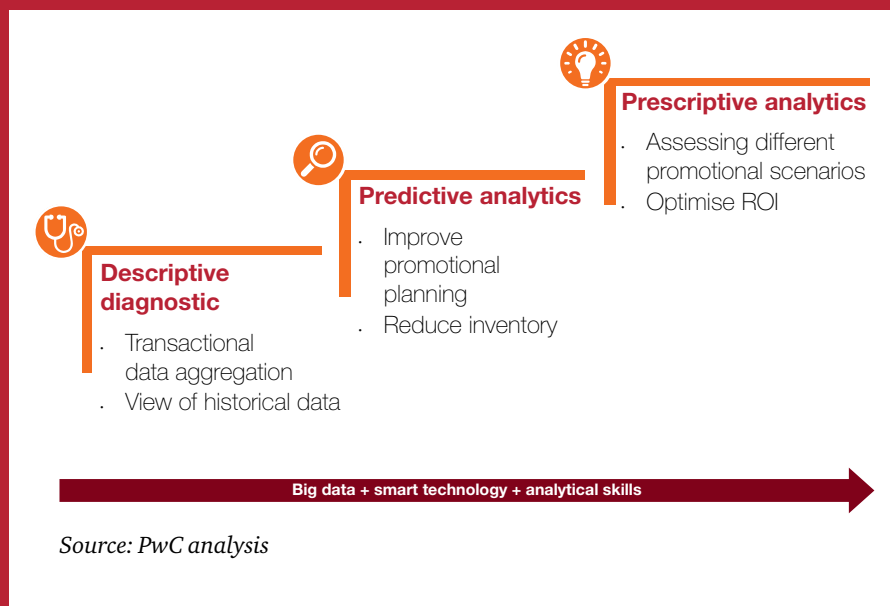 Prescriptive analytics
· Assessing different
promotional scenarios
· Optimise ROI
Predictive analytics
· Improve
promotional
planning
· Reduce inventory
Descriptive
diagnostic
· Transactional
data aggregation
· View of historical data
Big data + smart technology + analytical skills
Source: PwC analysis